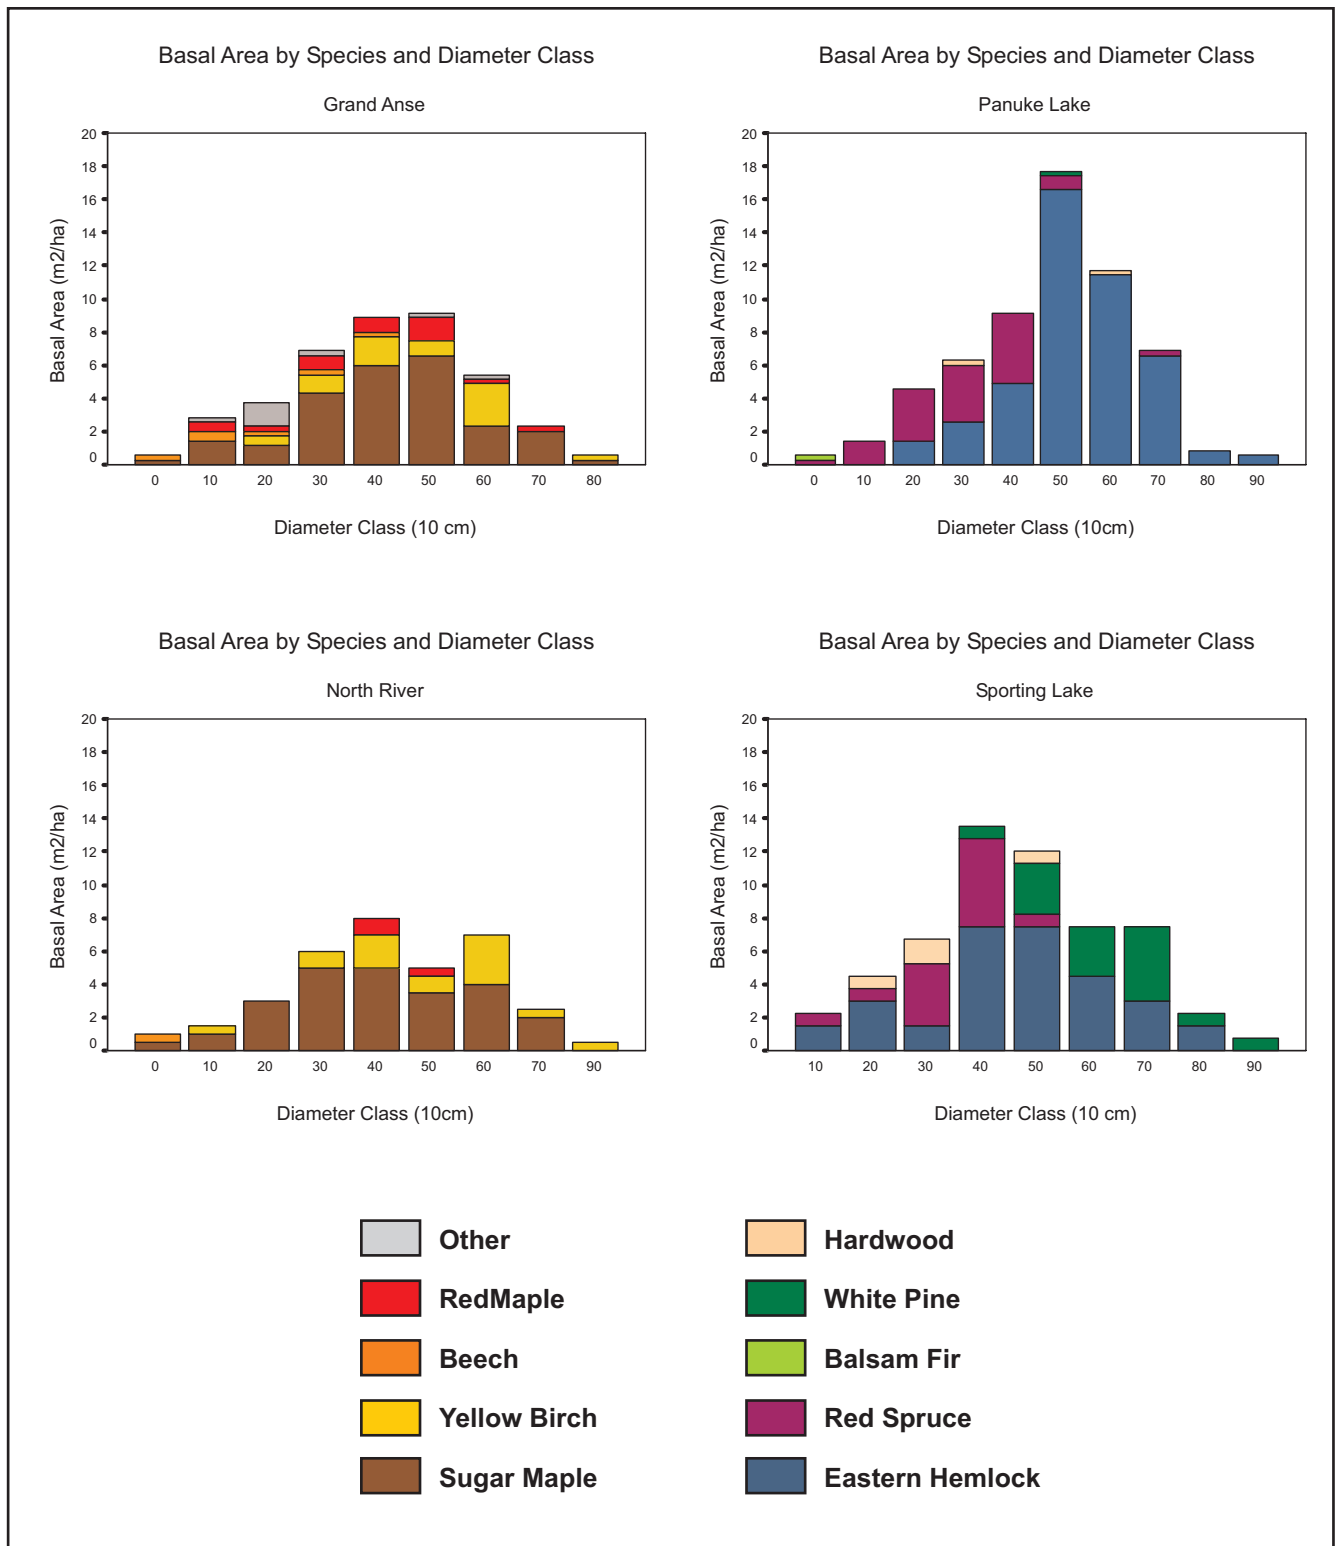 Basal Area by Species and Diameter Class
Grand Anse
20
18
16
14
12
10
8
6
4
2
0
Basal Area (m2/ha)
0 10 20 30 40 50 60 70 80
Diameter Class (10 cm)
Basal Area by Species and Diameter Class
Panuke Lake
20
18
16
14
12
10
8
6
4
2
0
Basal Area (m2/ha)
0 10 20 30 40 50 60 70 80 90
Diameter Class (10cm)
Basal Area by Species and Diameter Class
North River
20
18
16
14
12
10
8
6
4
2
0
Basal Area (m2/ha)
0 10 20 30 40 50 60 70 90
Diameter Class (10cm)
Basal Area by Species and Diameter Class
Sporting Lake
20
18
16
14
12
10
8
6
4
2
0
Basal Area (m2/ha)
10 20 30 40 50 60 70 80 90
Diameter Class (10 cm)
Other
RedMaple
Beech
Yellow Birch
Sugar Maple
Hardwood
White Pine
Balsam Fir
Red Spruce
Eastern Hemlock